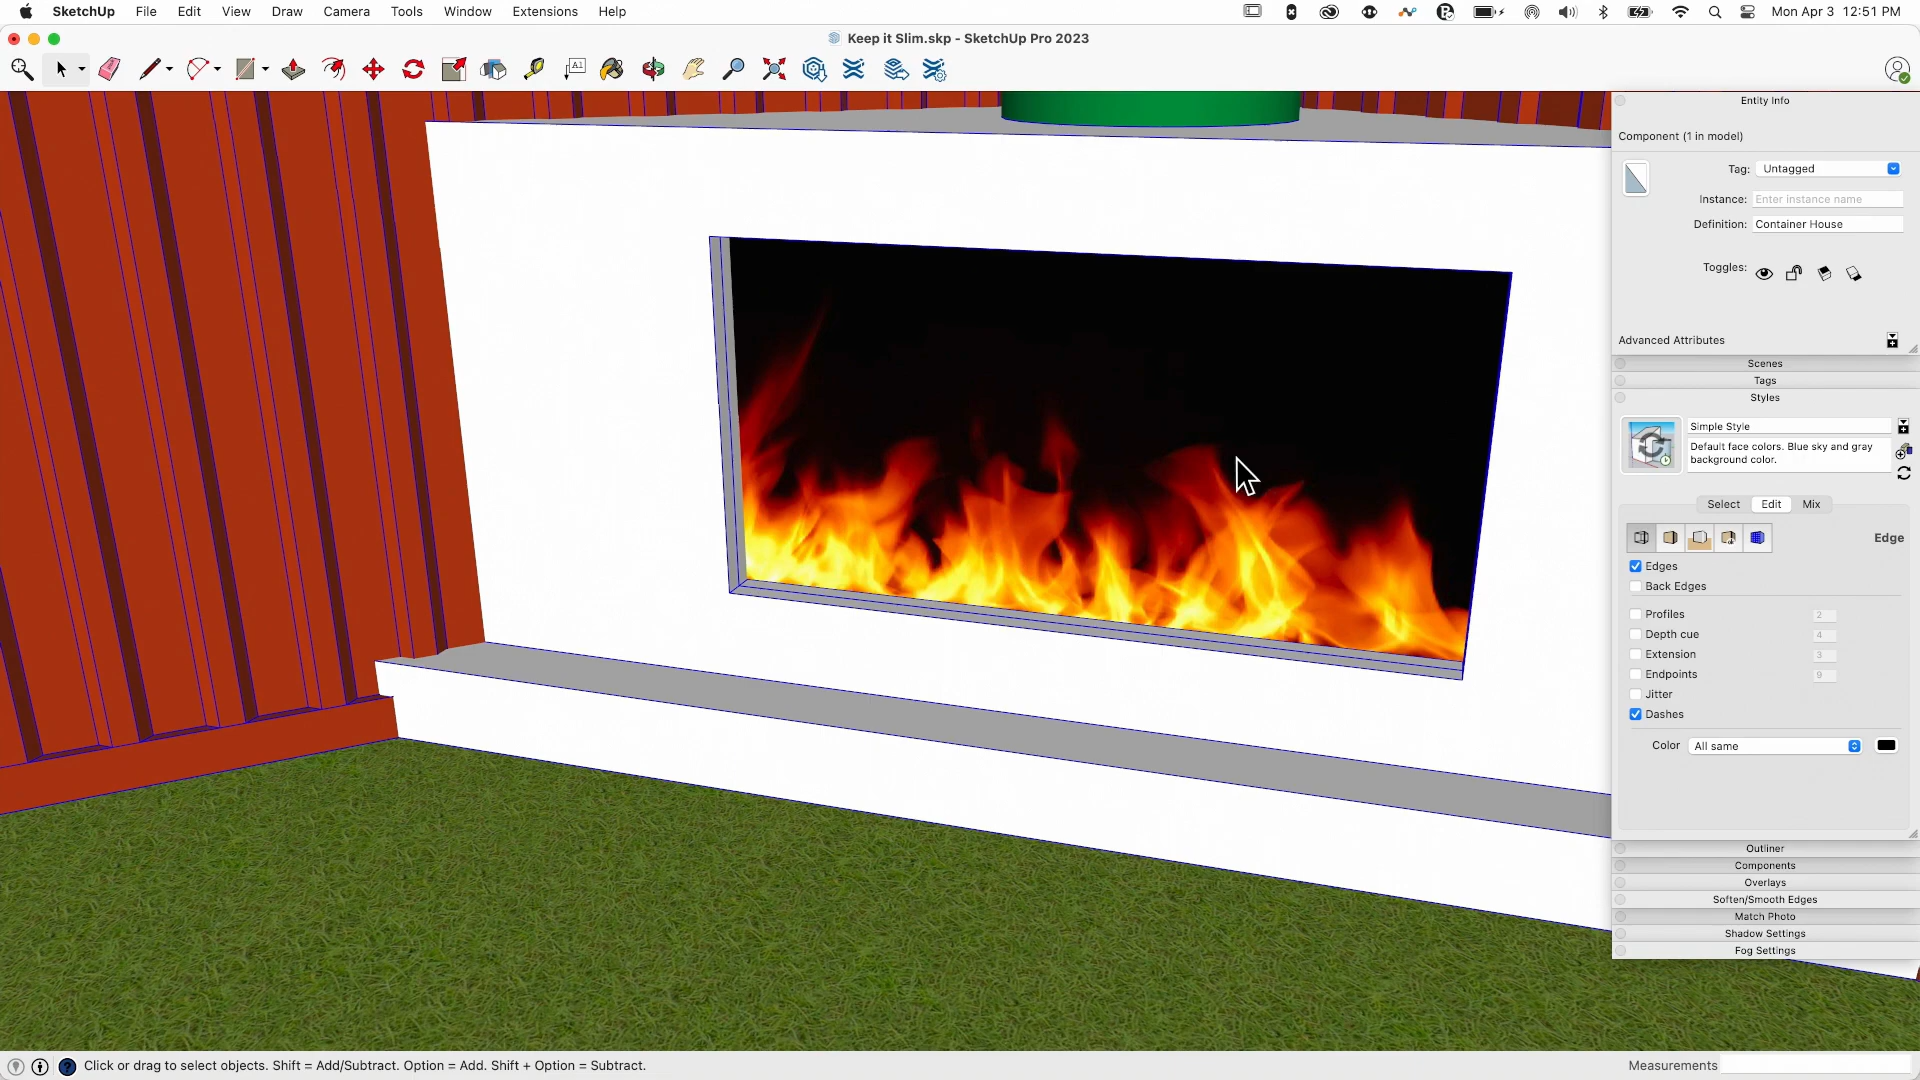 SketchUp File Edit View Draw Camera Tools Window Extensions Help Mon Apr 3 12:51 PM
Keep it Slim.skp - SketchUp Pro 2023
A1
Entity Info
Component (1 in model)
Tag: Untagged
Instance: Enter instance name
Definition: Container House
Toggles:
Advanced Attributes
Scenes
Tags
Styles
Simple Style
Default face colors. Blue sky and gray
background color.
Select Edit Mix
Edge
Edges
Back Edges
Profiles 2
Depth cue 4
Extension 3
Endpoints 9
Jitter
Dashes
Color All same
Outliner
Components
Overlays
Soften/Smooth Edges
Match Photo
Shadow Settings
Fog Settings
Click or drag to select objects. Shift = Add/Subtract. Option = Add. Shift + Option = Subtract. Measurements